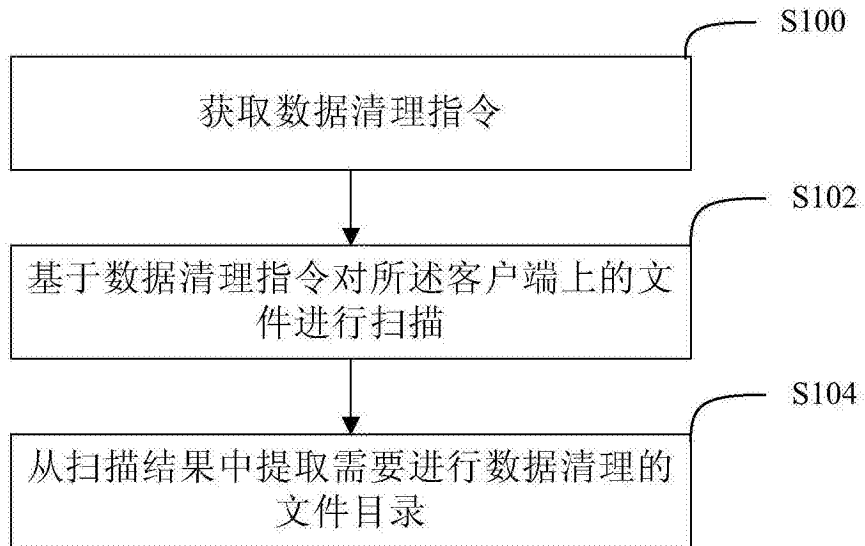 S100
获取数据清理指令
S102
基于数据清理指令对所述客户端上的文
件进行扫描
S104
从扫描结果中提取需要进行数据清理的
文件目录